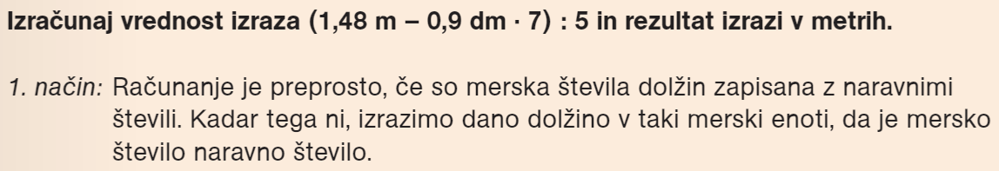 Izračunaj vrednost izraza (1,48 m – 0,9 dm · 7) : 5 in rezultat izrazi v metrih.
1. način: Računanje je preprosto, če so merska števila dolžin zapisana z naravnimi
števili. Kadar tega ni, izrazimo dano dolžino v taki merski enoti, da je mersko
število naravno število.